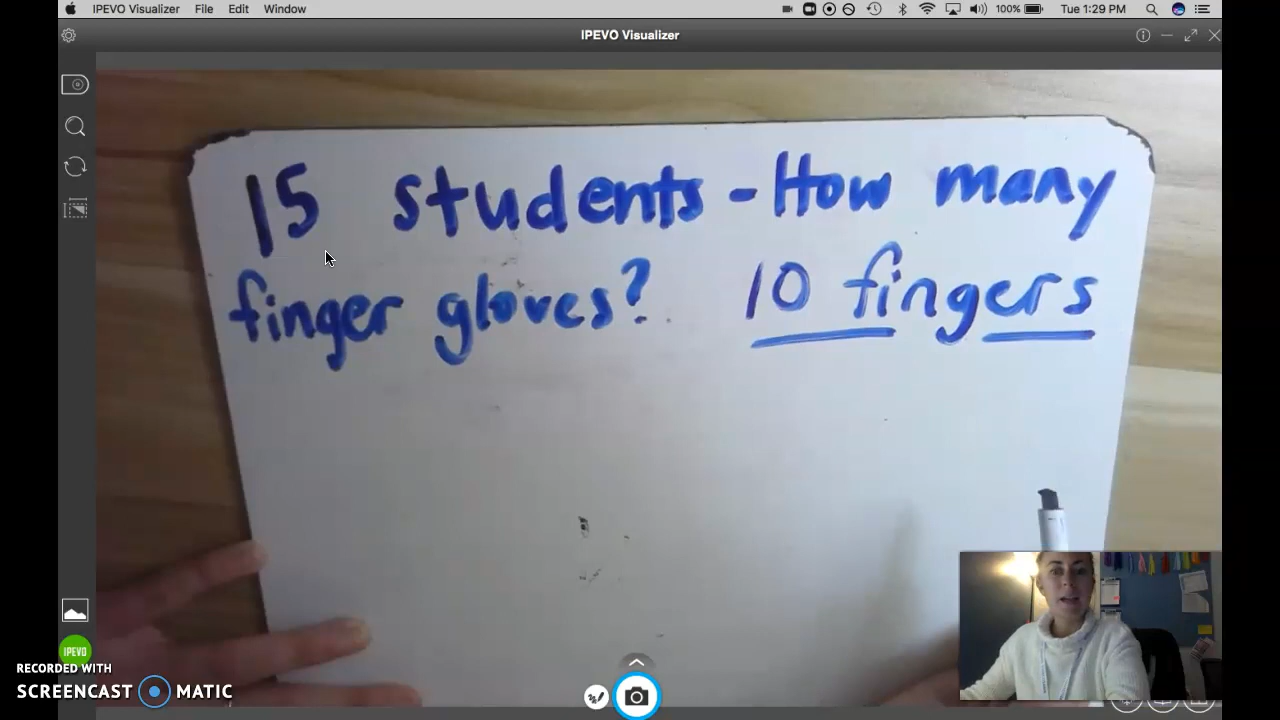 IPEVO Visualizer File Edit Window 100% Tue 1:29 PM
IPEVO Visualizer
15 students - How many
finger gloves? 10 fingers
IPEVO
RECORDED WITH
SCREENCAST MATIC